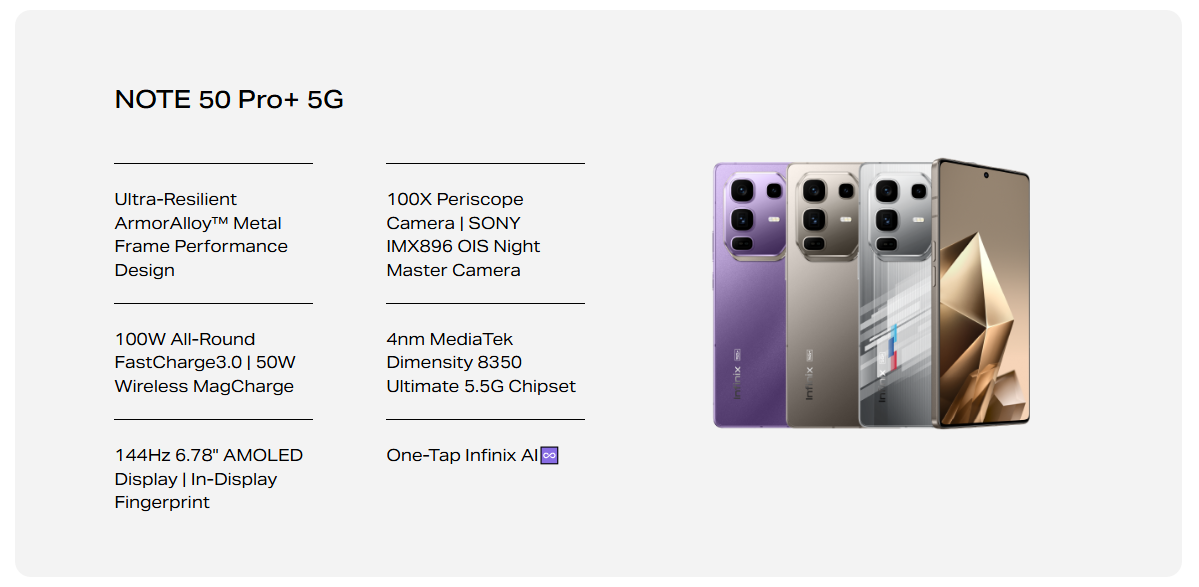 NOTE 50 Pro+ 5G
Ultra-Resilient
ArmorAlloy™ Metal
Frame Performance
Design
100X Periscope
Camera | SONY
IMX896 OIS Night
Master Camera
100W All-Round
FastCharge3.0 | 50W
Wireless MagCharge
4nm MediaTek
Dimensity 8350
Ultimate 5.5G Chipset
144Hz 6.78" AMOLED
Display | In-Display
Fingerprint
One-Tap Infinix AI♾️
Infinix
Infinix
Infinix